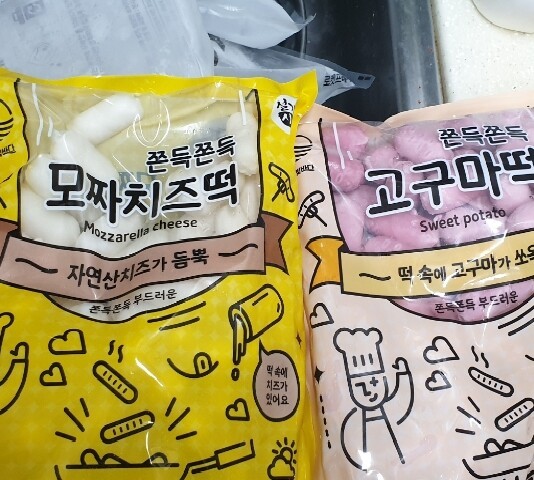 쫀득쫀득
모짜치즈떡
Mozzarella cheese
자연산치즈가 듬뿍
쫀득쫀득 부드러운
떡 속에
치즈가
있어요
쫀득쫀득
고구마떡
Sweet potato
떡 속에 고구마가 쏘옥
쫀득쫀득 부드러운